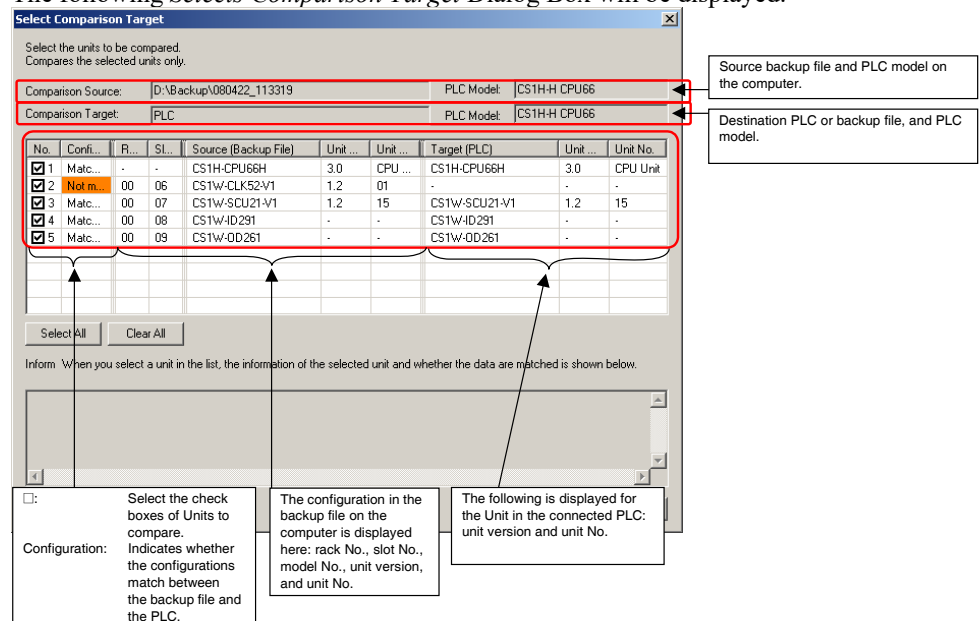 The following Selects Comparison Target Dialog Box will be displayed.
Select Comparison Target
Select the units to be compared.
Compares the selected units only.
Comparison Source: D:\Backup\080422_113319 PLC Model: CS1H-H CPU66
Comparison Target: PLC PLC Model: CS1H-H CPU66
Source backup file and PLC model on
the computer.
Destination PLC or backup file, and PLC
model.
No. Confi... R... Sl... Source (Backup File) Unit ... Unit ... Target (PLC) Unit ... Unit No.
1 Matc... - - CS1H-CPU66H 3.0 CPU ... CS1H-CPU66H 3.0 CPU Unit
2 Not m... 00 06 CS1W-CLK52-V1 1.2 01 - - -
3 Matc... 00 07 CS1W-SCU21-V1 1.2 15 CS1W-SCU21-V1 1.2 15
4 Matc... 00 08 CS1W-ID291 - - CS1W-ID291 - -
5 Matc... 00 09 CS1W-OD261 - - CS1W-OD261 - -
Select All Clear All
Inform When you select a unit in the list, the information of the selected unit and whether the data are matched is shown below.
□: Select the check
boxes of Units to
compare.
Configuration: Indicates whether
the configurations
match between
the backup file and
the PLC.
The configuration in the
backup file on the
computer is displayed
here: rack No., slot No.,
model No., unit version,
and unit No.
The following is displayed for
the Unit in the connected PLC:
unit version and unit No.